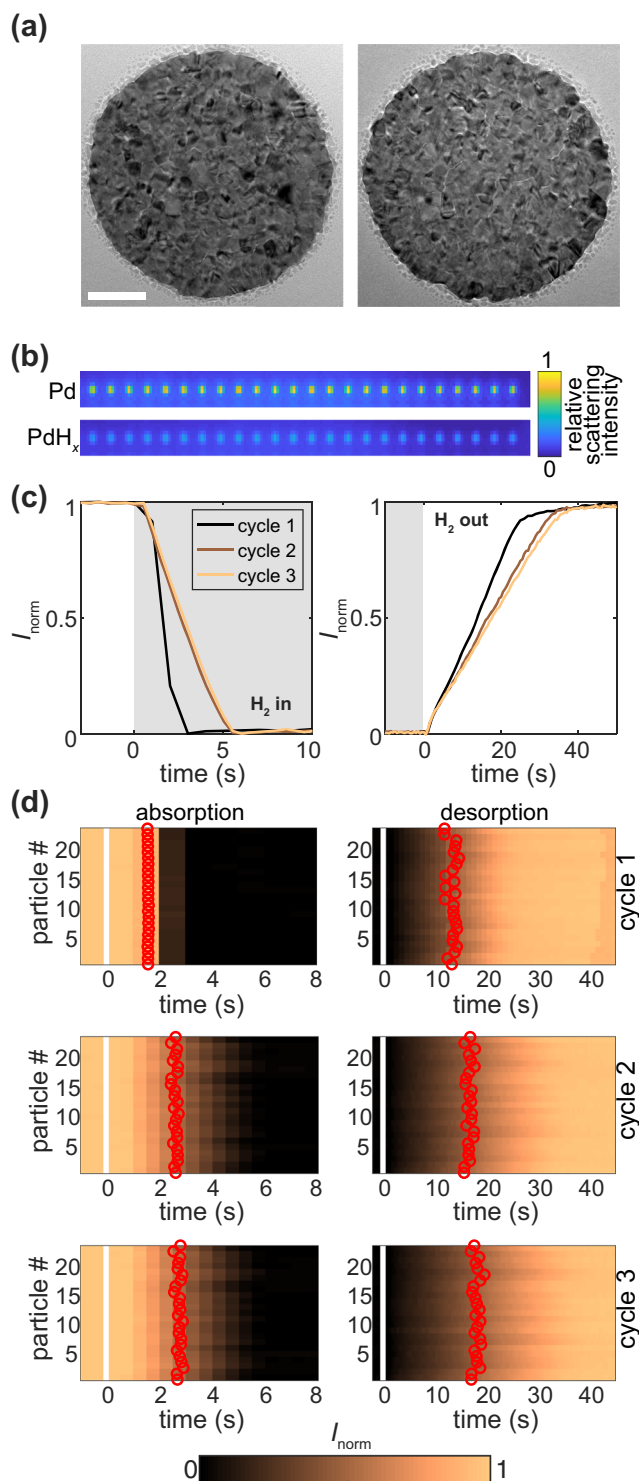 (a)
(b)
Pd
PdHx
1
0
relative
scattering
intensity
(c)
1
0.5
0
Inorm
0
5
10
time (s)
cycle 1
cycle 2
cycle 3
H2 in
1
0.5
0
Inorm
0
20
40
time (s)
H2 out
(d)
absorption
desorption
particle #
20
15
10
5
0
2
4
6
8
time (s)
20
15
10
5
0
10
20
30
40
time (s)
cycle 1
particle #
20
15
10
5
0
2
4
6
8
time (s)
20
15
10
5
0
10
20
30
40
time (s)
cycle 2
particle #
20
15
10
5
0
2
4
6
8
time (s)
20
15
10
5
0
10
20
30
40
time (s)
cycle 3
Inorm
0
1